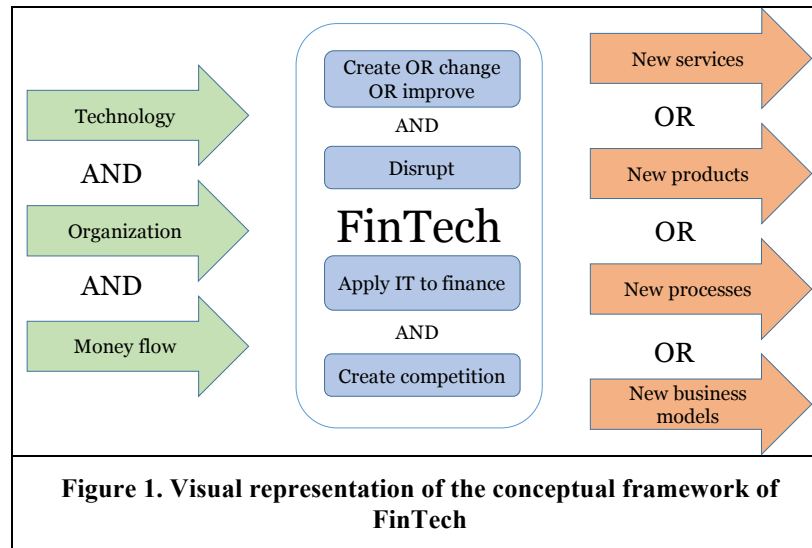 Technology
AND
Organization
AND
Money flow
Create OR change
OR improve
AND
Disrupt
FinTech
Apply IT to finance
AND
Create competition
New services
OR
New products
OR
New processes
OR
New business
models
Figure 1. Visual representation of the conceptual framework of
FinTech